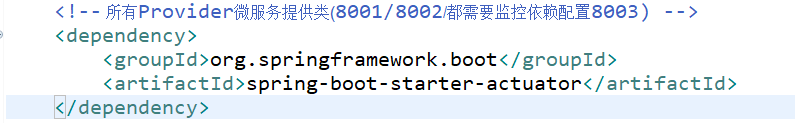 <!-- 所有Provider微服务提供类(8001/8002/都需要监控依赖配置8003) -->
<dependency>
<groupId>org.springframework.boot</groupId>
<artifactId>spring-boot-starter-actuator</artifactId>
</dependency>